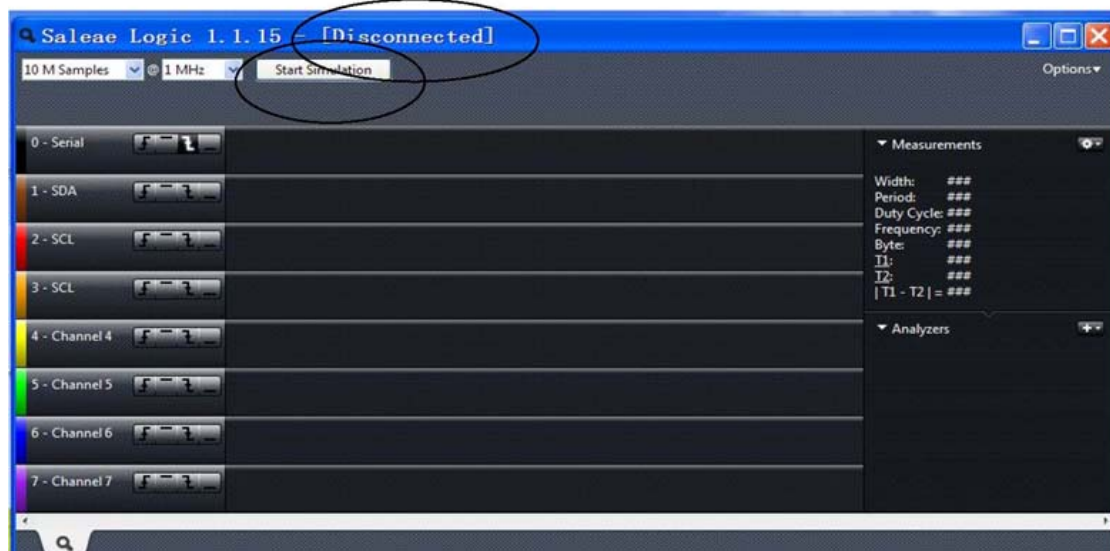 Saleae Logic 1.1.15 - [Disconnected]
10 M Samples @ 1 MHz Start Simulation Options
0 - Serial
1 - SDA
2 - SCL
3 - SCL
4 - Channel 4
5 - Channel 5
6 - Channel 6
7 - Channel 7
Measurements
Width: ###
Period: ###
Duty Cycle: ###
Frequency: ###
Byte: ###
T1: ###
T2: ###
| T1 - T2 | = ###
Analyzers